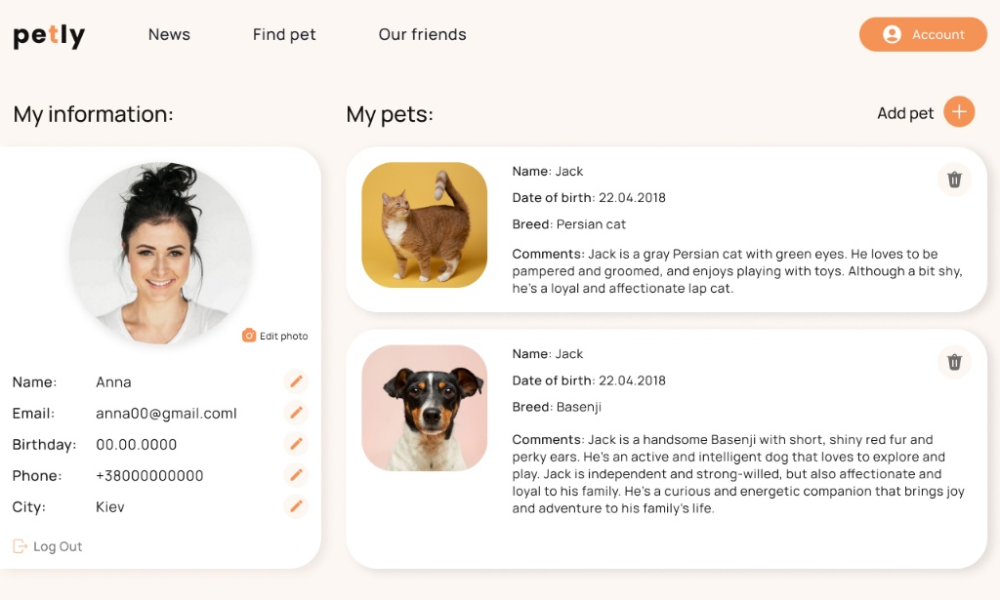 petly
News
Find pet
Our friends
Account
My information:
Edit photo
Name: Anna
Email: anna00@gmail.coml
Birthday: 00.00.0000
Phone: +38000000000
City: Kiev
Log Out
My pets:
Add pet
Name: Jack
Date of birth: 22.04.2018
Breed: Persian cat
Comments: Jack is a gray Persian cat with green eyes. He loves to be
pampered and groomed, and enjoys playing with toys. Although a bit shy,
he's a loyal and affectionate lap cat.
Name: Jack
Date of birth: 22.04.2018
Breed: Basenji
Comments: Jack is a handsome Basenji with short, shiny red fur and
perky ears. He's an active and intelligent dog that loves to explore and
play. Jack is independent and strong-willed, but also affectionate and
loyal to his family. He's a curious and energetic companion that brings joy
and adventure to his family's life.